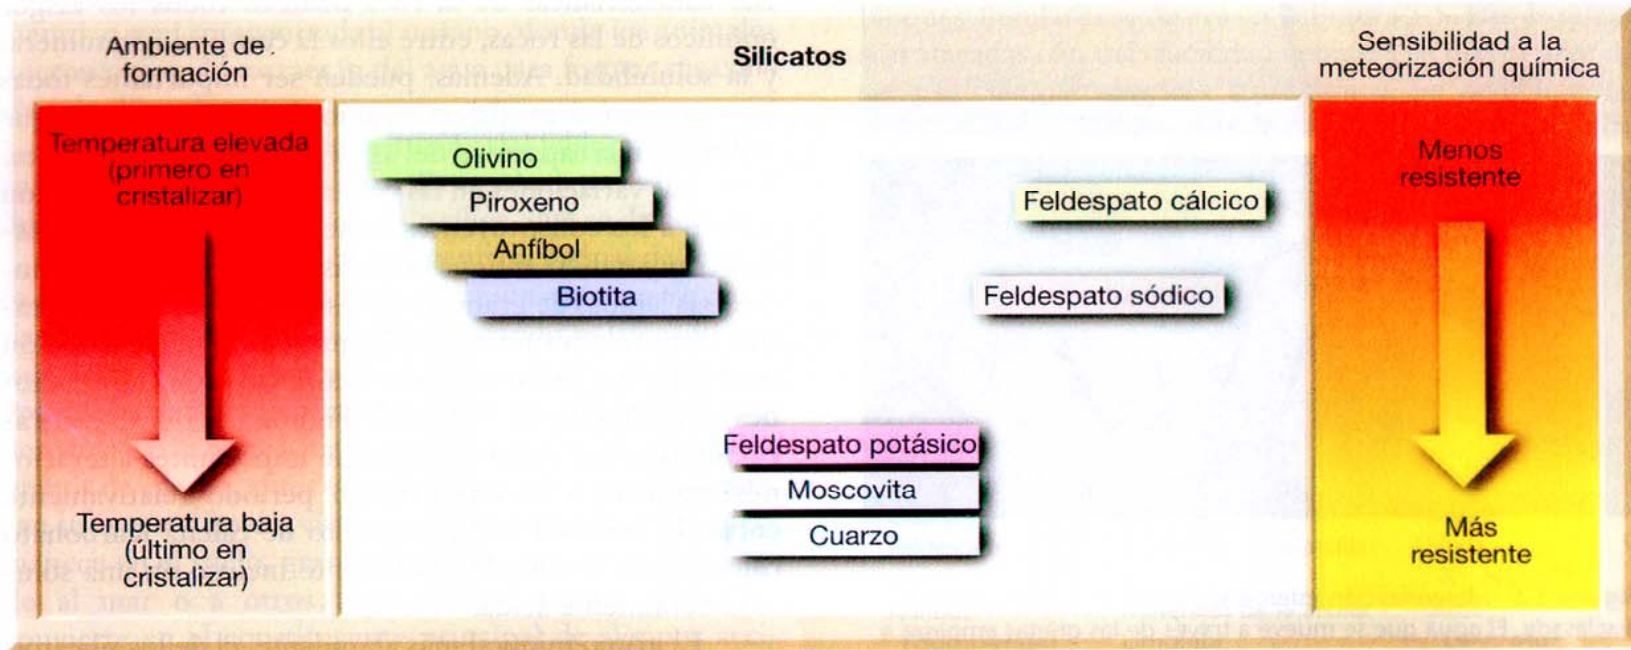 Ambiente de.
formación
Silicatos
Sensibilidad a la
meteorización química
Temperatura elevada
(primero en
cristalizar)
Temperatura baja
(último en
cristalizar)
Olivino
Piroxeno
Anfíbol
Biotita
Feldespato cálcico
Feldespato sódico
Feldespato potásico
Moscovita
Cuarzo
Menos
resistente
Más
resistente